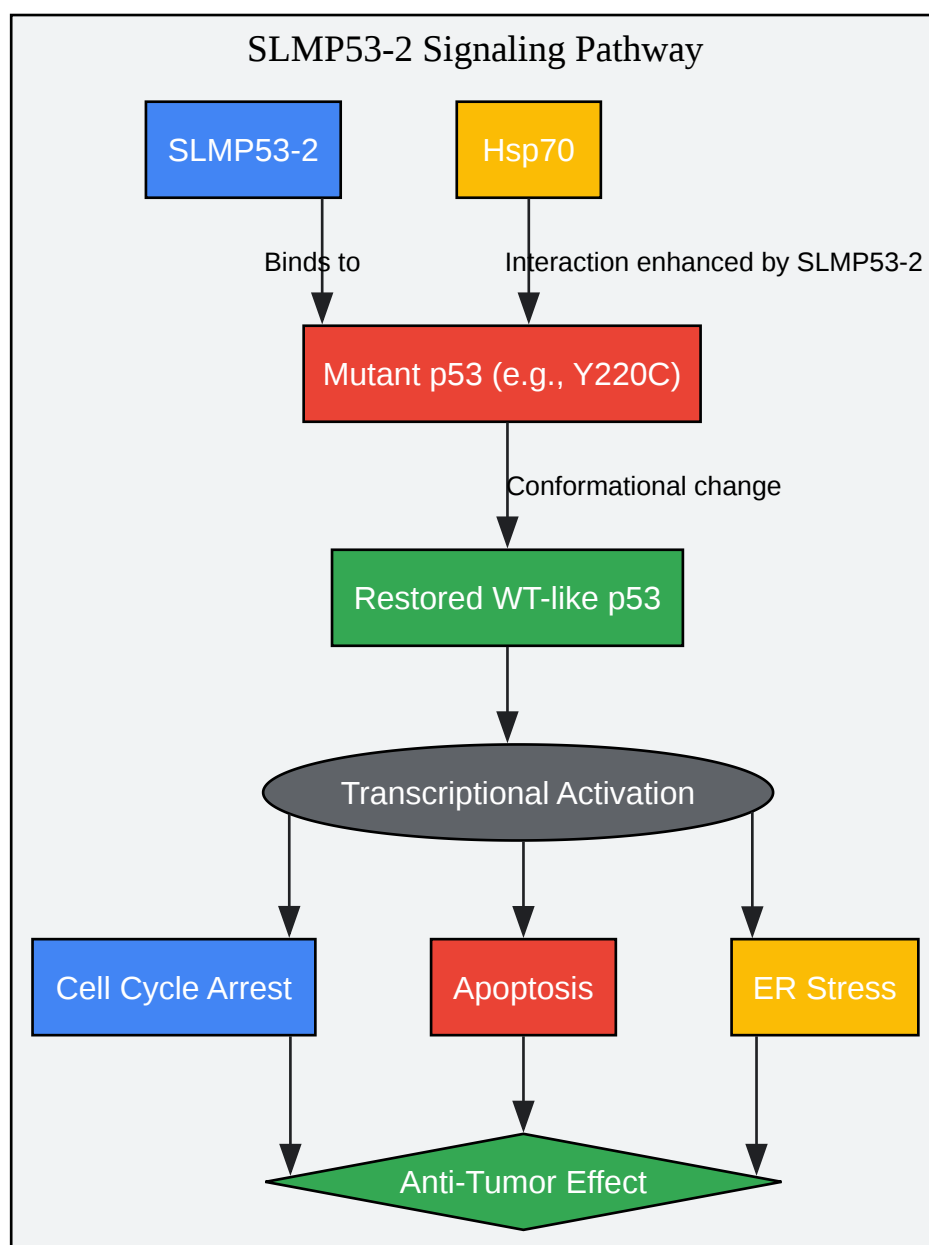 SLMP53-2 Signaling Pathway
SLMP53-2
Hsp70
Binds to
Interaction enhanced by SLMP53-2
Mutant p53 (e.g., Y220C)
Conformational change
Restored WT-like p53
Transcriptional Activation
Cell Cycle Arrest
Apoptosis
ER Stress
Anti-Tumor Effect